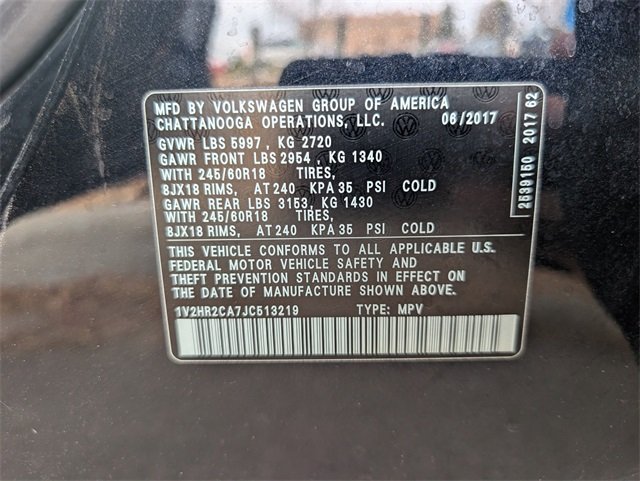 MFD BY VOLKSWAGEN GROUP OF AMERICA
CHATTANOOGA OPERATIONS, LLC. 06/2017
GVWR LBS 5997 , KG 2720
GAWR FRONT LBS 2954 , KG 1340
WITH 245/60R18 TIRES,
8JX18 RIMS, AT 240 KPA 35 PSI COLD
GAWR REAR LBS 3153, KG 1430
WITH 245/60R18 TIRES,
8JX18 RIMS, AT 240 KPA 35 PSI COLD
THIS VEHICLE CONFORMS TO ALL APPLICABLE U.S.
FEDERAL MOTOR VEHICLE SAFETY AND
THEFT PREVENTION STANDARDS IN EFFECT ON
THE DATE OF MANUFACTURE SHOWN ABOVE
1V2HR2CA7JC513219 TYPE: MPV
2539150 2017 62